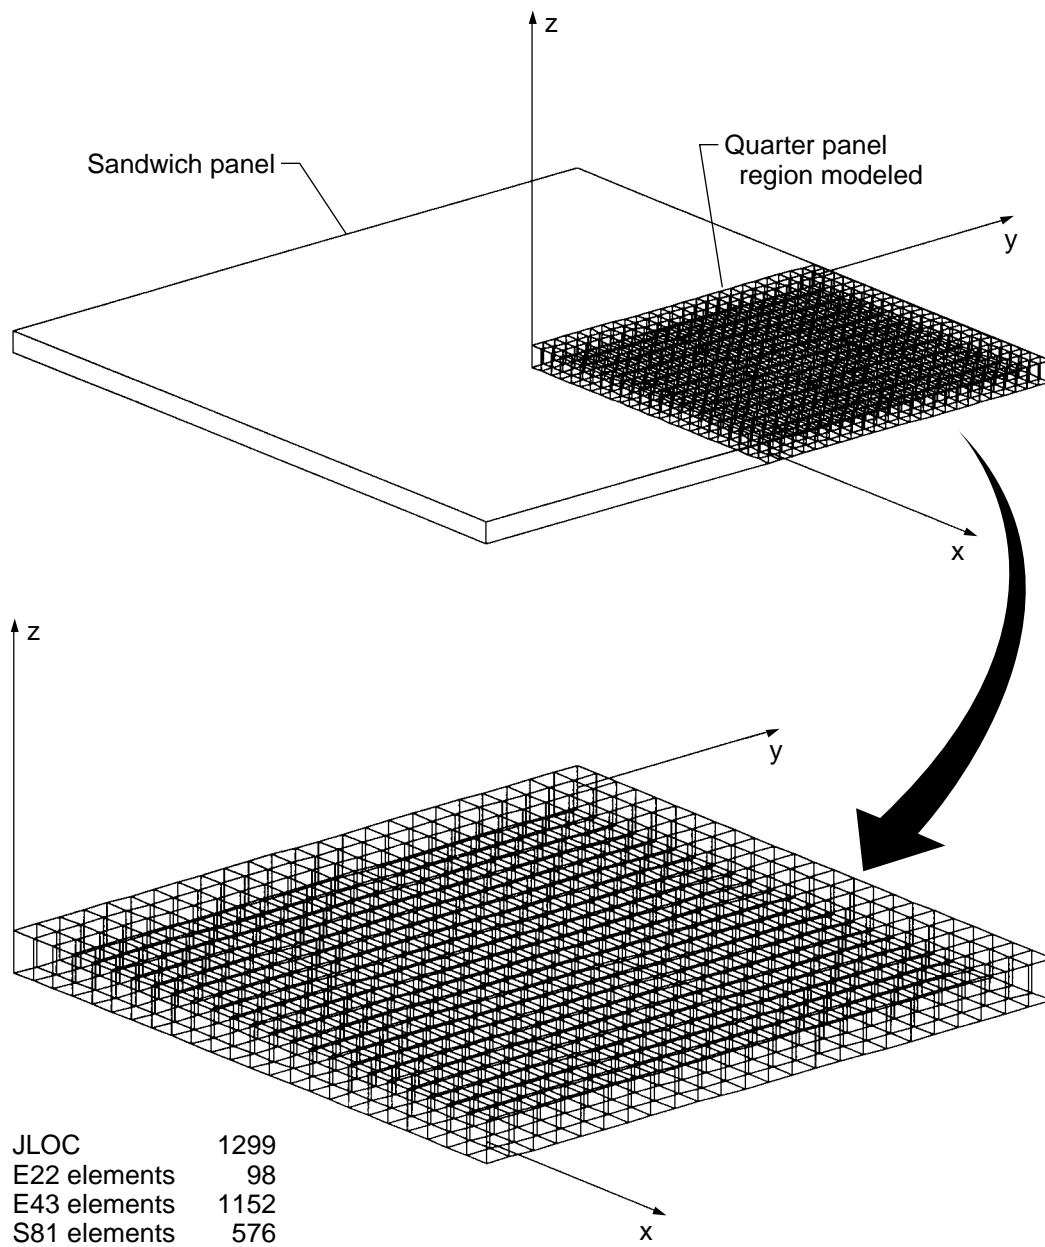 z
Sandwich panel
Quarter panel
region modeled
y
x
z
y
JLOC 1299
E22 elements 98
E43 elements 1152
S81 elements 576
x